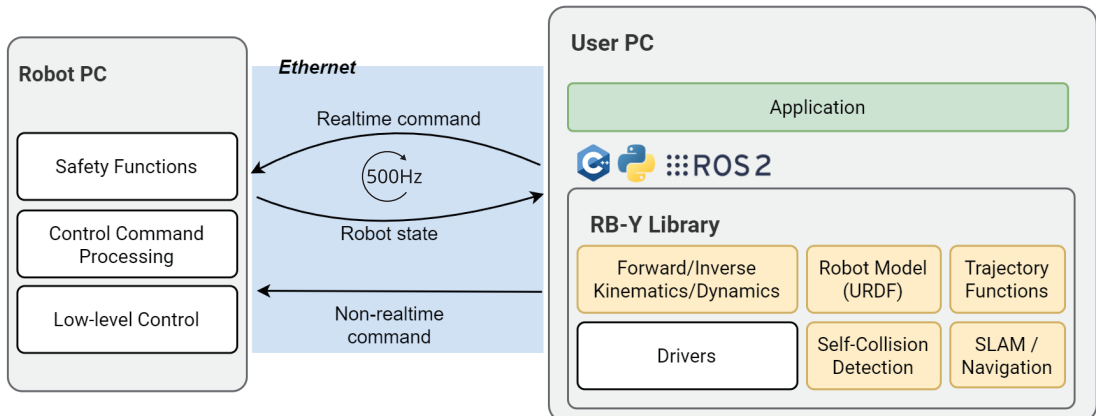 Robot PC
Safety Functions
Control Command
Processing
Low-level Control
Ethernet
Realtime command
500Hz
Robot state
Non-realtime
command
User PC
Application
C++
ROS 2
RB-Y Library
Forward/Inverse
Kinematics/Dynamics
Robot Model
(URDF)
Trajectory
Functions
Drivers
Self-Collision
Detection
SLAM /
Navigation